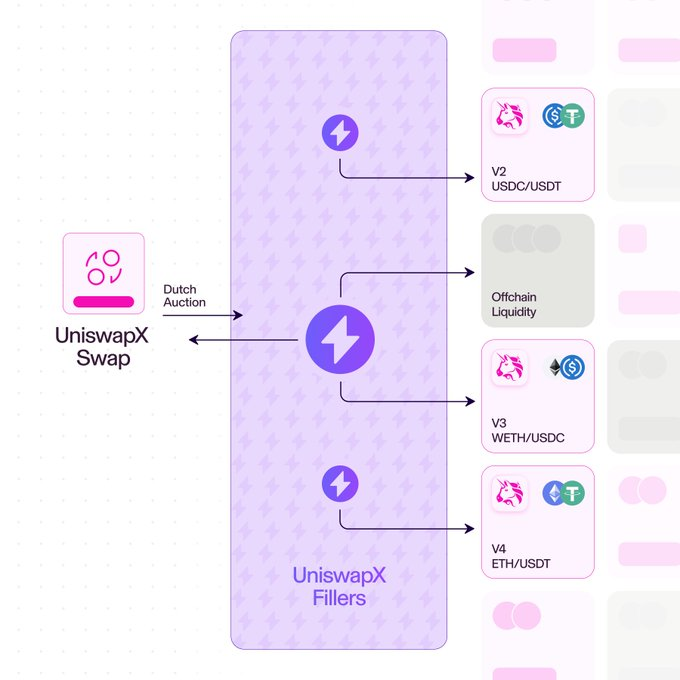 UniswapX
Swap
Dutch
Auction
UniswapX
Fillers
V2
USDC/USDT
Offchain
Liquidity
V3
WETH/USDC
V4
ETH/USDT